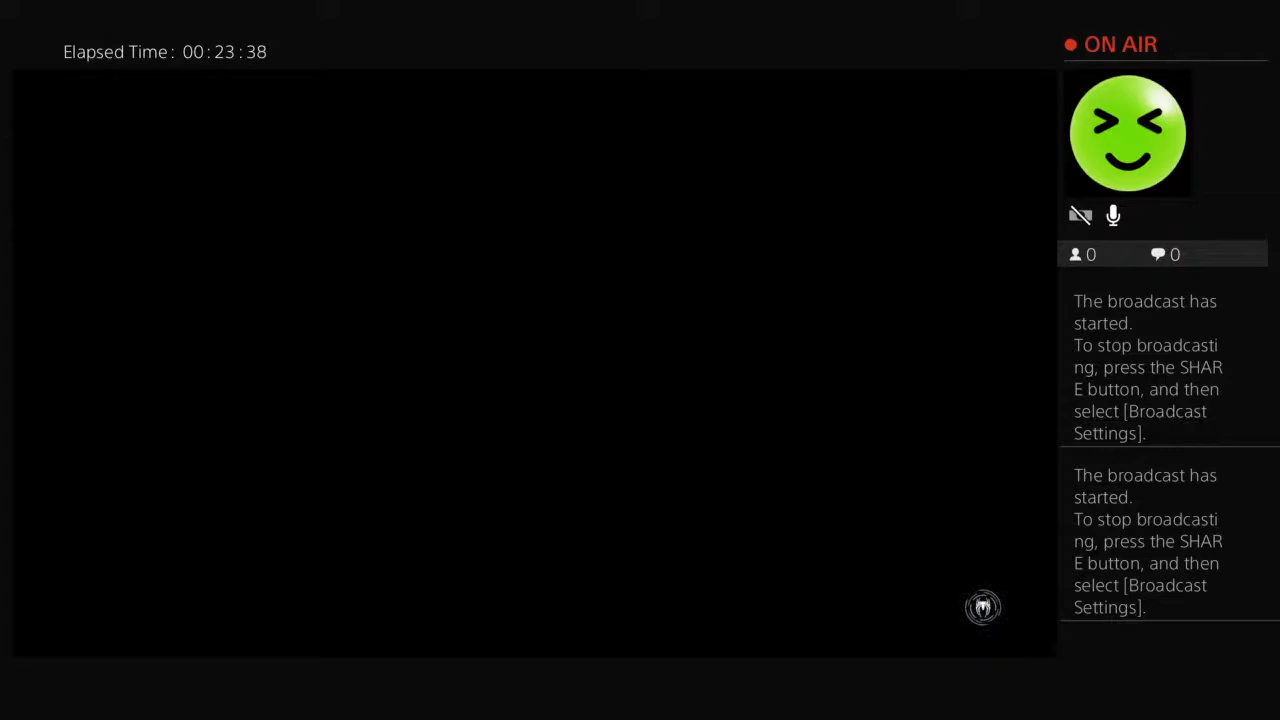 Elapsed Time: 00:23:38
ON AIR
0 0
The broadcast has
started.
To stop broadcasti
ng, press the SHAR
E button, and then
select [Broadcast
Settings].
The broadcast has
started.
To stop broadcasti
ng, press the SHAR
E button, and then
select [Broadcast
Settings].